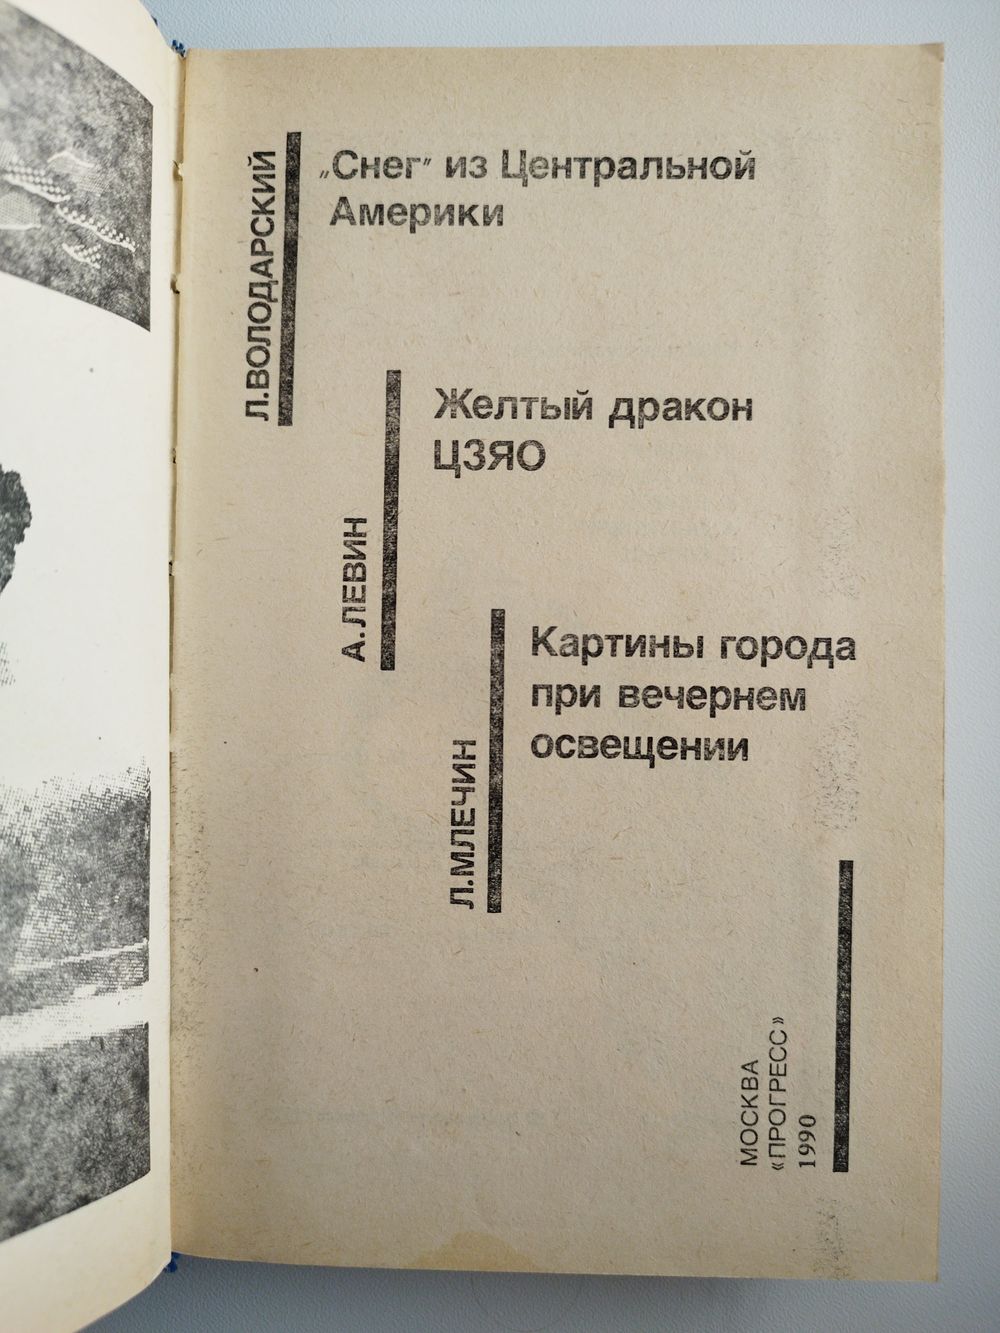 Л.ВОЛОДАРСКИЙ
„Снег” из Центральной
Америки
А.ЛЕВИН
Желтый дракон
ЦЗЯО
Л.МЛЕЧИН
Картины города
при вечернем
освещении
МОСКВА
«ПРОГРЕСС»
1990